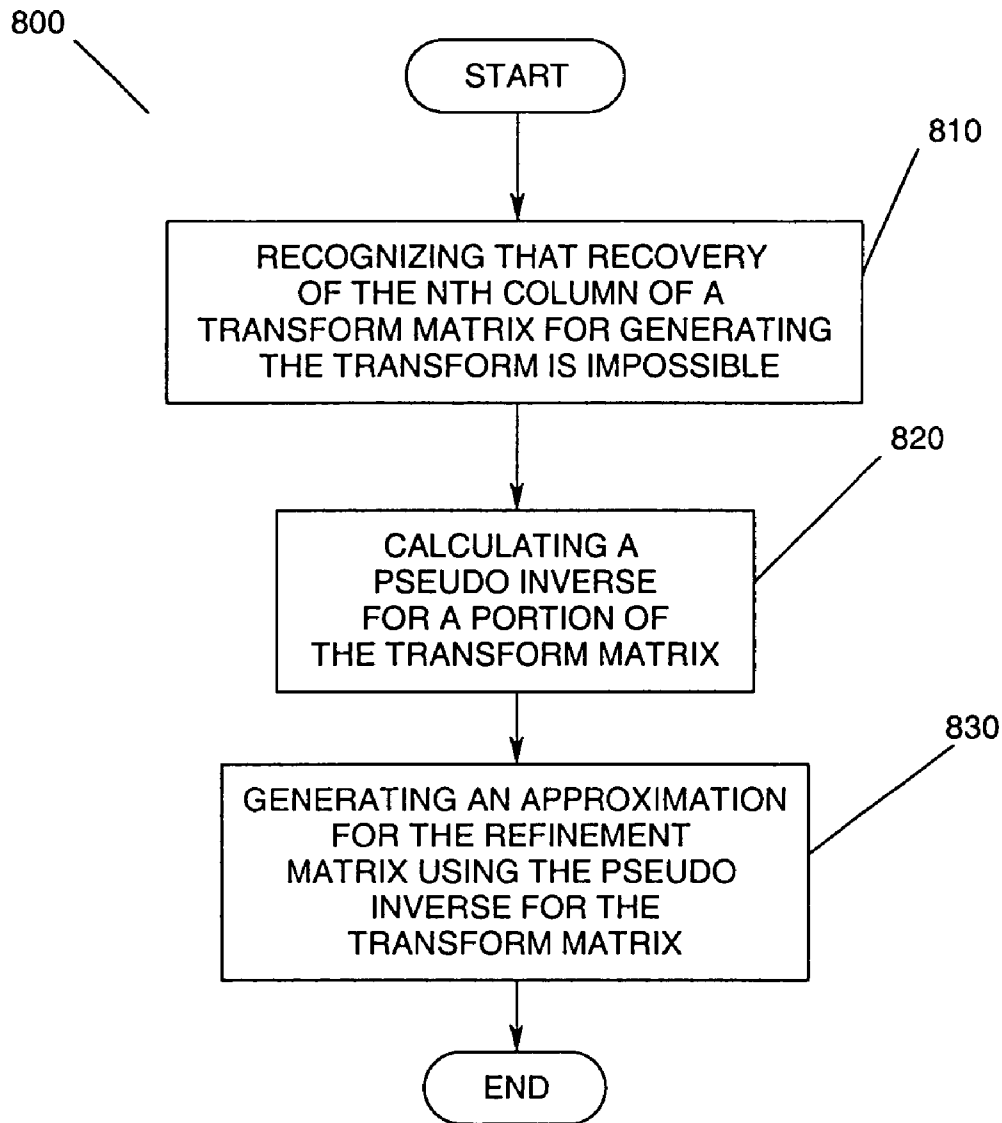 800
START
810
RECOGNIZING THAT RECOVERY
OF THE NTH COLUMN OF A
TRANSFORM MATRIX FOR GENERATING
THE TRANSFORM IS IMPOSSIBLE
820
CALCULATING A
PSEUDO INVERSE
FOR A PORTION OF
THE TRANSFORM MATRIX
830
GENERATING AN APPROXIMATION
FOR THE REFINEMENT
MATRIX USING THE PSEUDO
INVERSE FOR THE
TRANSFORM MATRIX
END